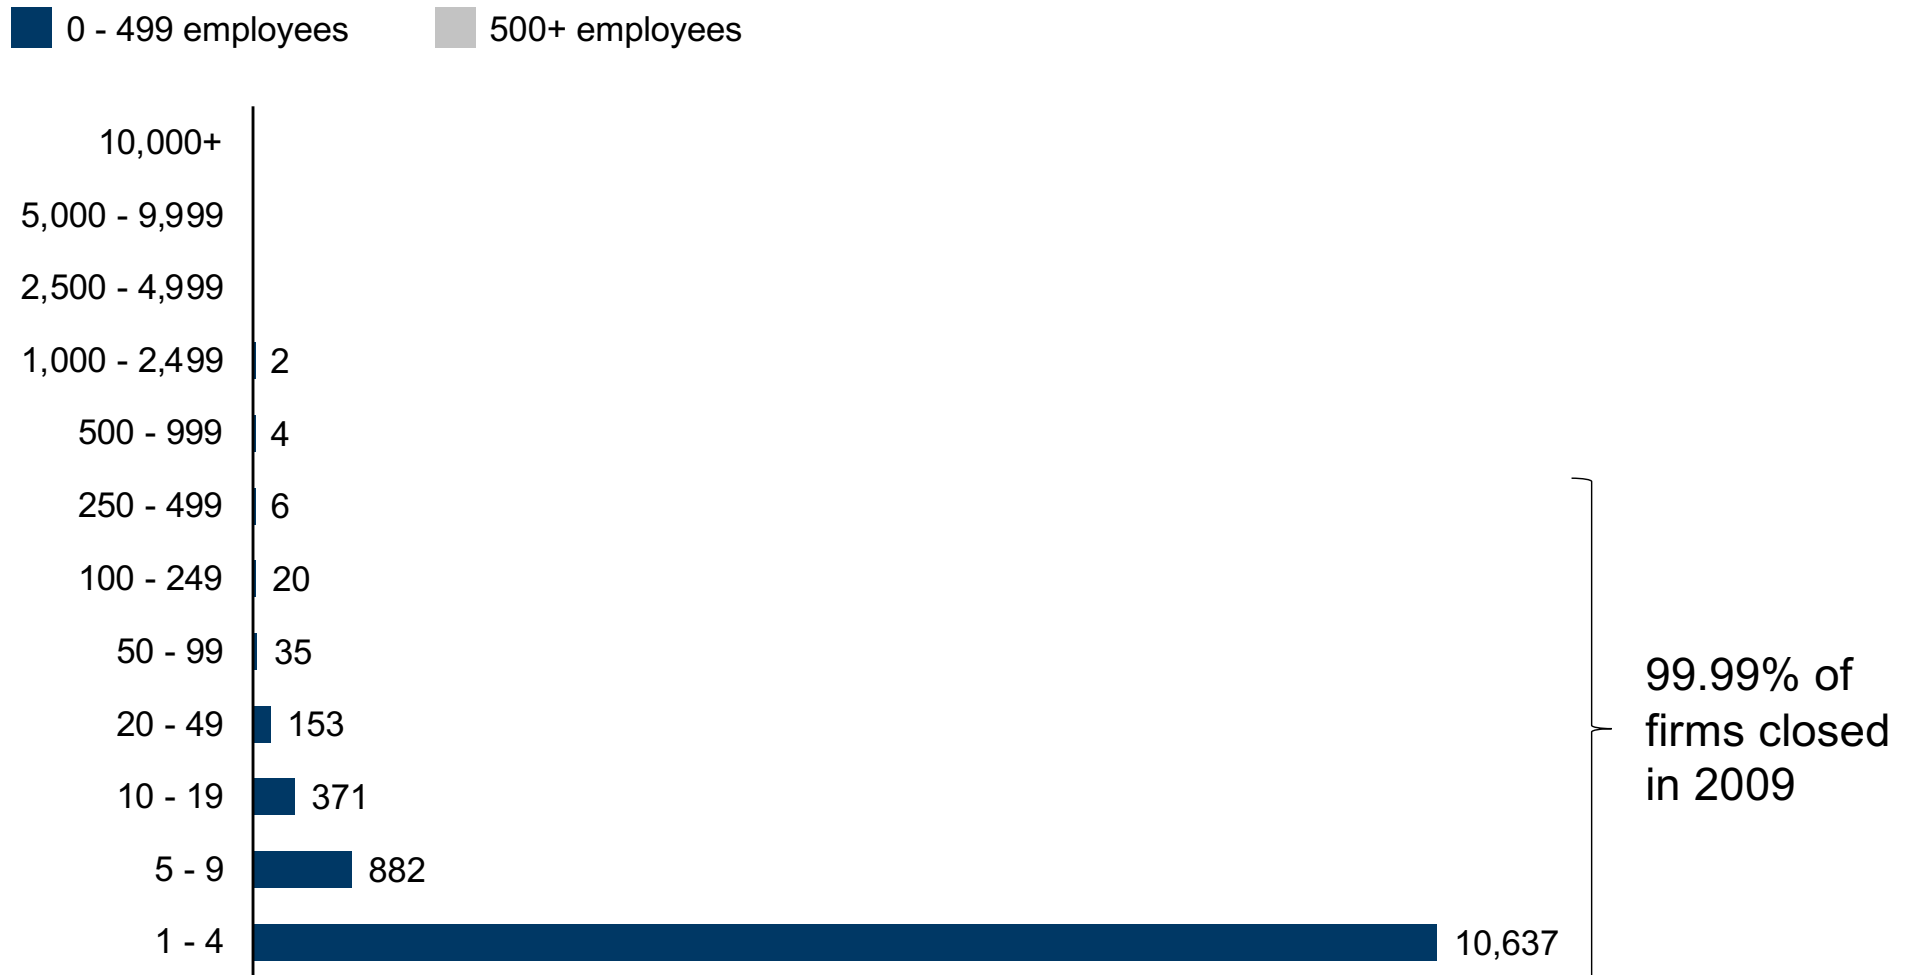 0 - 499 employees 500+ employees
10,000+
5,000 - 9,999
2,500 - 4,999
1,000 - 2,499 2
500 - 999 4
250 - 499 6
100 - 249 20
50 - 99 35
20 - 49 153
10 - 19 371
5 - 9 882
1 - 4 10,637
99.99% of
firms closed
in 2009